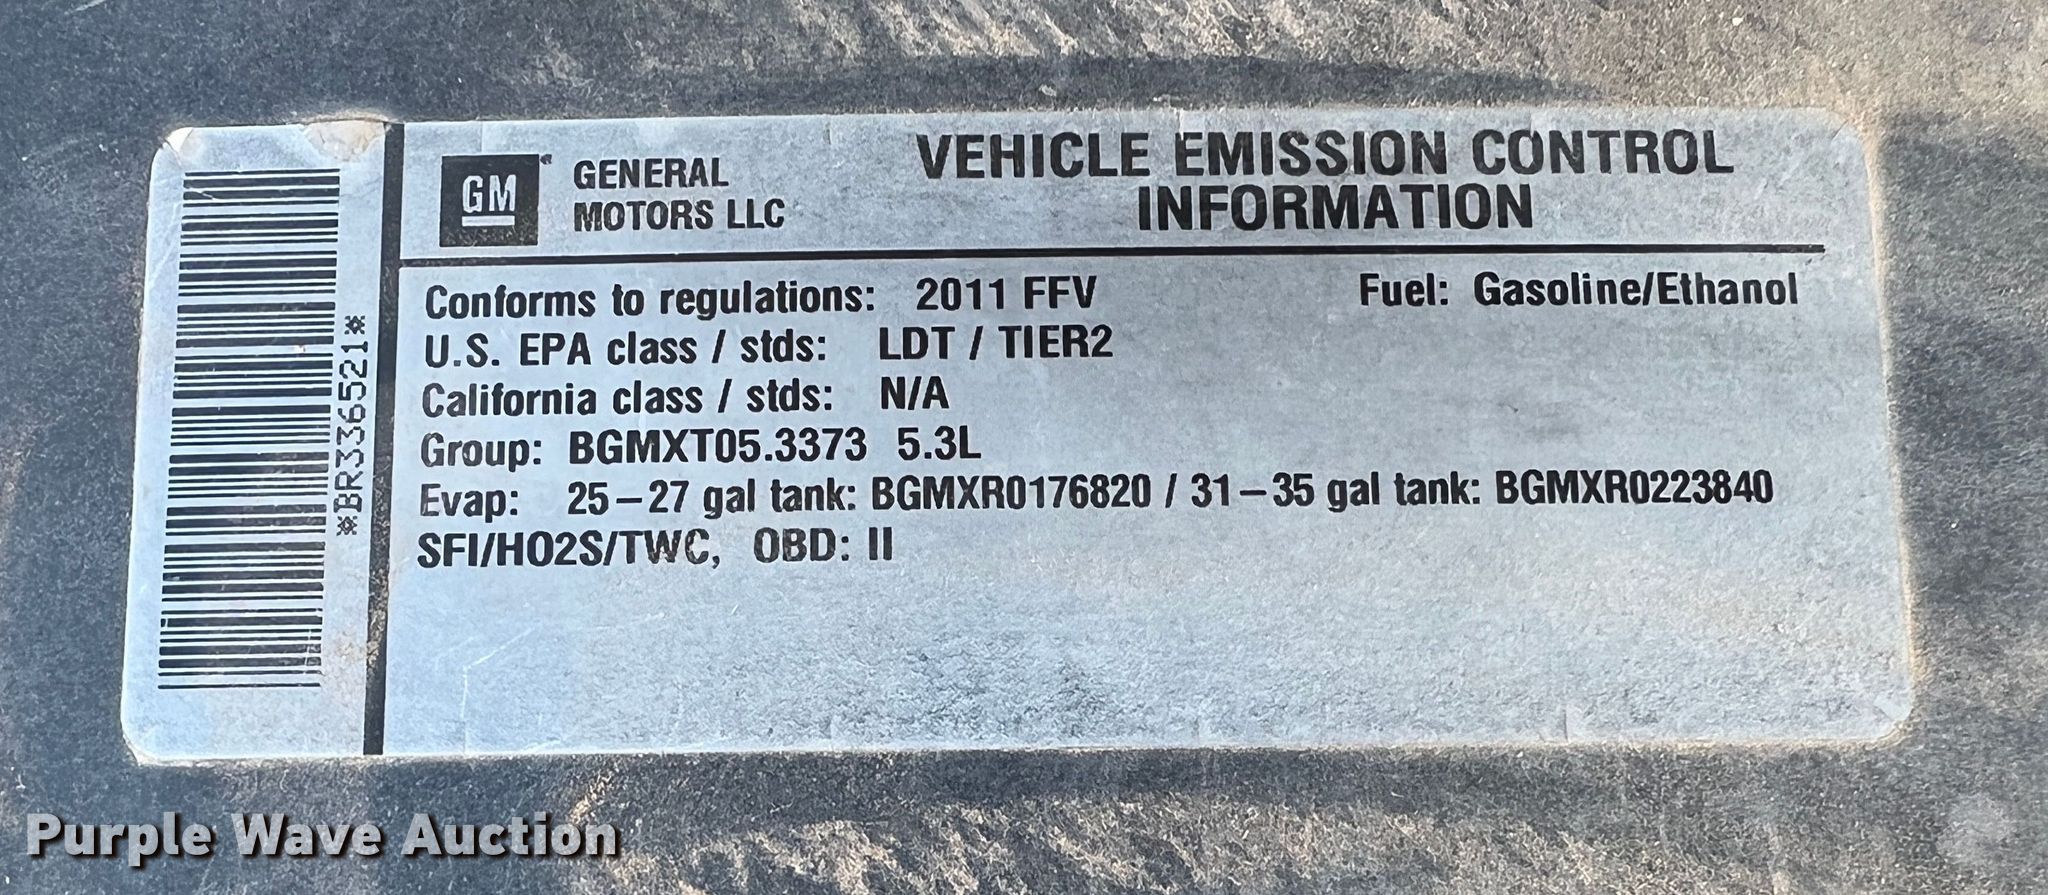 GM
GENERAL
MOTORS LLC
VEHICLE EMISSION CONTROL
INFORMATION
*BR336521*
Conforms to regulations: 2011 FFV Fuel: Gasoline/Ethanol
U.S. EPA class / stds: LDT / TIER2
California class / stds: N/A
Group: BGMXT05.3373 5.3L
Evap: 25–27 gal tank: BGMXR0176820 / 31–35 gal tank: BGMXR0223840
SFI/HO2S/TWC, OBD: II
Purple Wave Auction